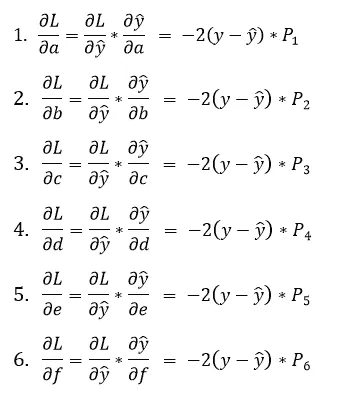 1. ∂L/∂a = ∂L/∂ŷ * ∂ŷ/∂a = −2(y − ŷ) * P₁
2. ∂L/∂b = ∂L/∂ŷ * ∂ŷ/∂b = −2(y − ŷ) * P₂
3. ∂L/∂c = ∂L/∂ŷ * ∂ŷ/∂c = −2(y − ŷ) * P₃
4. ∂L/∂d = ∂L/∂ŷ * ∂ŷ/∂d = −2(y − ŷ) * P₄
5. ∂L/∂e = ∂L/∂ŷ * ∂ŷ/∂e = −2(y − ŷ) * P₅
6. ∂L/∂f = ∂L/∂ŷ * ∂ŷ/∂f = −2(y − ŷ) * P₆